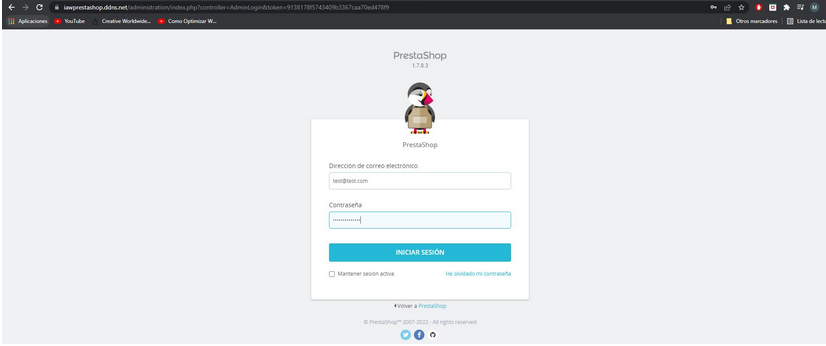 iawprestashop.ddns.net/administration/index.php?controller=AdminLogin&token=9138178f5743409b3367caa70ed478f9
M
Aplicaciones YouTube Creative Worldwide... Como Optimizar W... Otros marcadores Lista de lectu
PrestaShop
1.7.8.3
PrestaShop
Dirección de correo electrónico
test@test.com
Contraseña
INICIAR SESIÓN
Mantener sesión activa He olvidado mi contraseña
Volver a PrestaShop
© PrestaShop™ 2007-2022 - All rights reserved